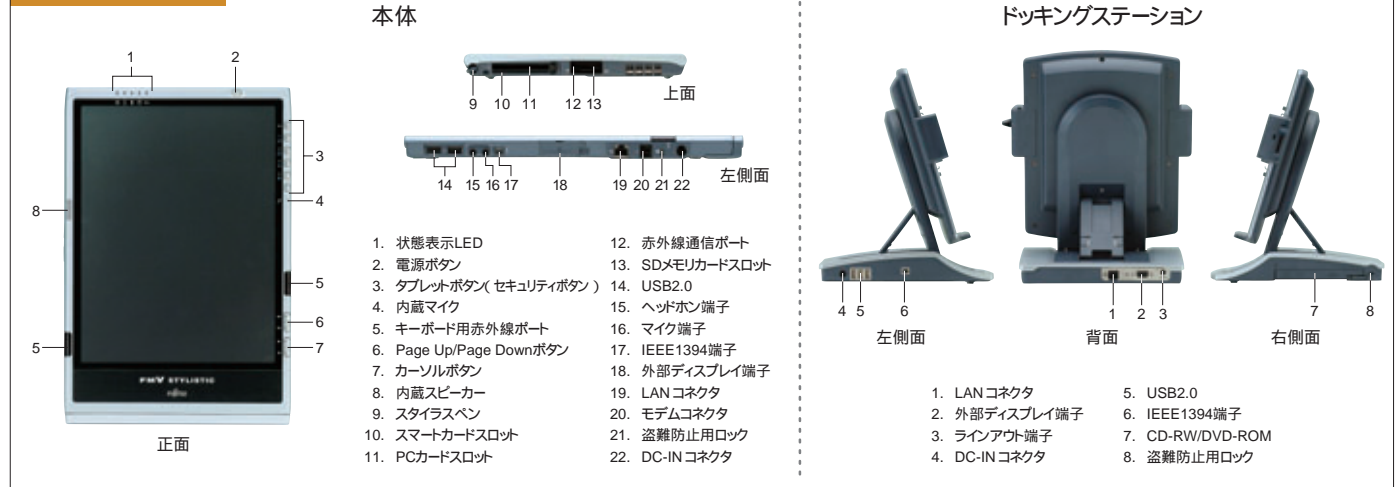 本体
ドッキングステーション
1
2
3
4
8
5
6
5
7
FMV STYLISTIC
正面
9 10 11 12 13
上面
14 15 16 17 18 19 20 21 22
左側面
1. 状態表示LED
2. 電源ボタン
3. タブレットボタン( セキュリティボタン )
4. 内蔵マイク
5. キーボード用赤外線ポート
6. Page Up/Page Downボタン
7. カーソルボタン
8. 内蔵スピーカー
9. スタイラスペン
10. スマートカードスロット
11. PCカードスロット
12. 赤外線通信ポート
13. SDメモリカードスロット
14. USB2.0
15. ヘッドホン端子
16. マイク端子
17. IEEE1394端子
18. 外部ディスプレイ端子
19. LANコネクタ
20. モデムコネクタ
21. 盗難防止用ロック
22. DC-INコネクタ
4 5 6
左側面
1 2 3
背面
7 8
右側面
1. LANコネクタ
2. 外部ディスプレイ端子
3. ラインアウト端子
4. DC-INコネクタ
5. USB2.0
6. IEEE1394端子
7. CD-RW/DVD-ROM
8. 盗難防止用ロック